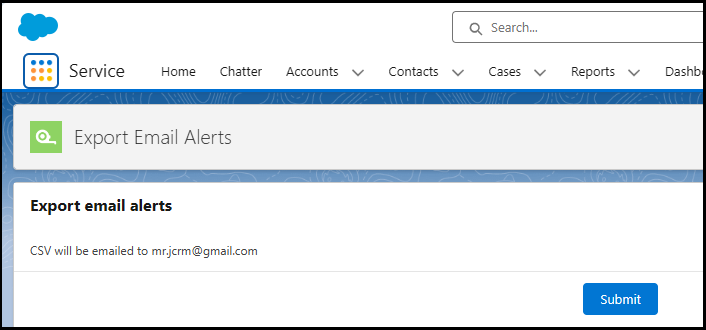 Search...
Service Home Chatter Accounts Contacts Cases Reports Dashbo
Export Email Alerts
Export email alerts
CSV will be emailed to mr.jcrm@gmail.com
Submit